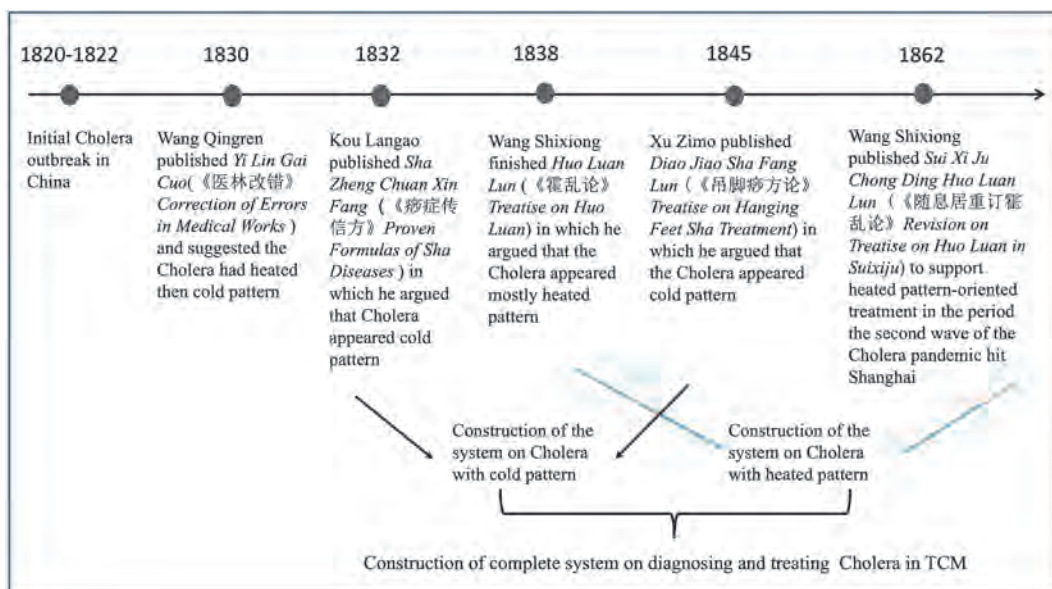 1820-1822
1830
1832
1838
1845
1862
Initial Cholera
outbreak in
China
Wang Qingren
published Yi Lin Gai
Cuo(《医林改错》
Correction of Errors
in Medical Works )
and suggested the
Cholera had heated
then cold pattern
Kou Langao
published Sha
Zheng Chuan Xin
Fang (《痧症传
信方》Proven
Formulas of Sha
Diseases ) in
which he argued
that Cholera
appeared cold
pattern
Wang Shixiong
finished Huo Luan
Lun (《霍乱论》
Treatise on Huo
Luan) in which he
argued that the
Cholera appeared
mostly heated
pattern
Xu Zimo published
Diao Jiao Sha Fang
Lun (《吊脚痧方论》
Treatise on Hanging
Feet Sha Treatment) in
which he argued that
the Cholera appeared
cold pattern
Wang Shixiong
published Sui Xi Ju
Chong Ding Huo Luan
Lun (《随息居重订霍
乱论》Revision on
Treatise on Huo Luan in
Suixiju) to support
heated pattern-oriented
treatment in the period
the second wave of the
Cholera pandemic hit
Shanghai
Construction of the
system on Cholera
with cold pattern
Construction of the
system on Cholera
with heated pattern
Construction of complete system on diagnosing and treating Cholera in TCM